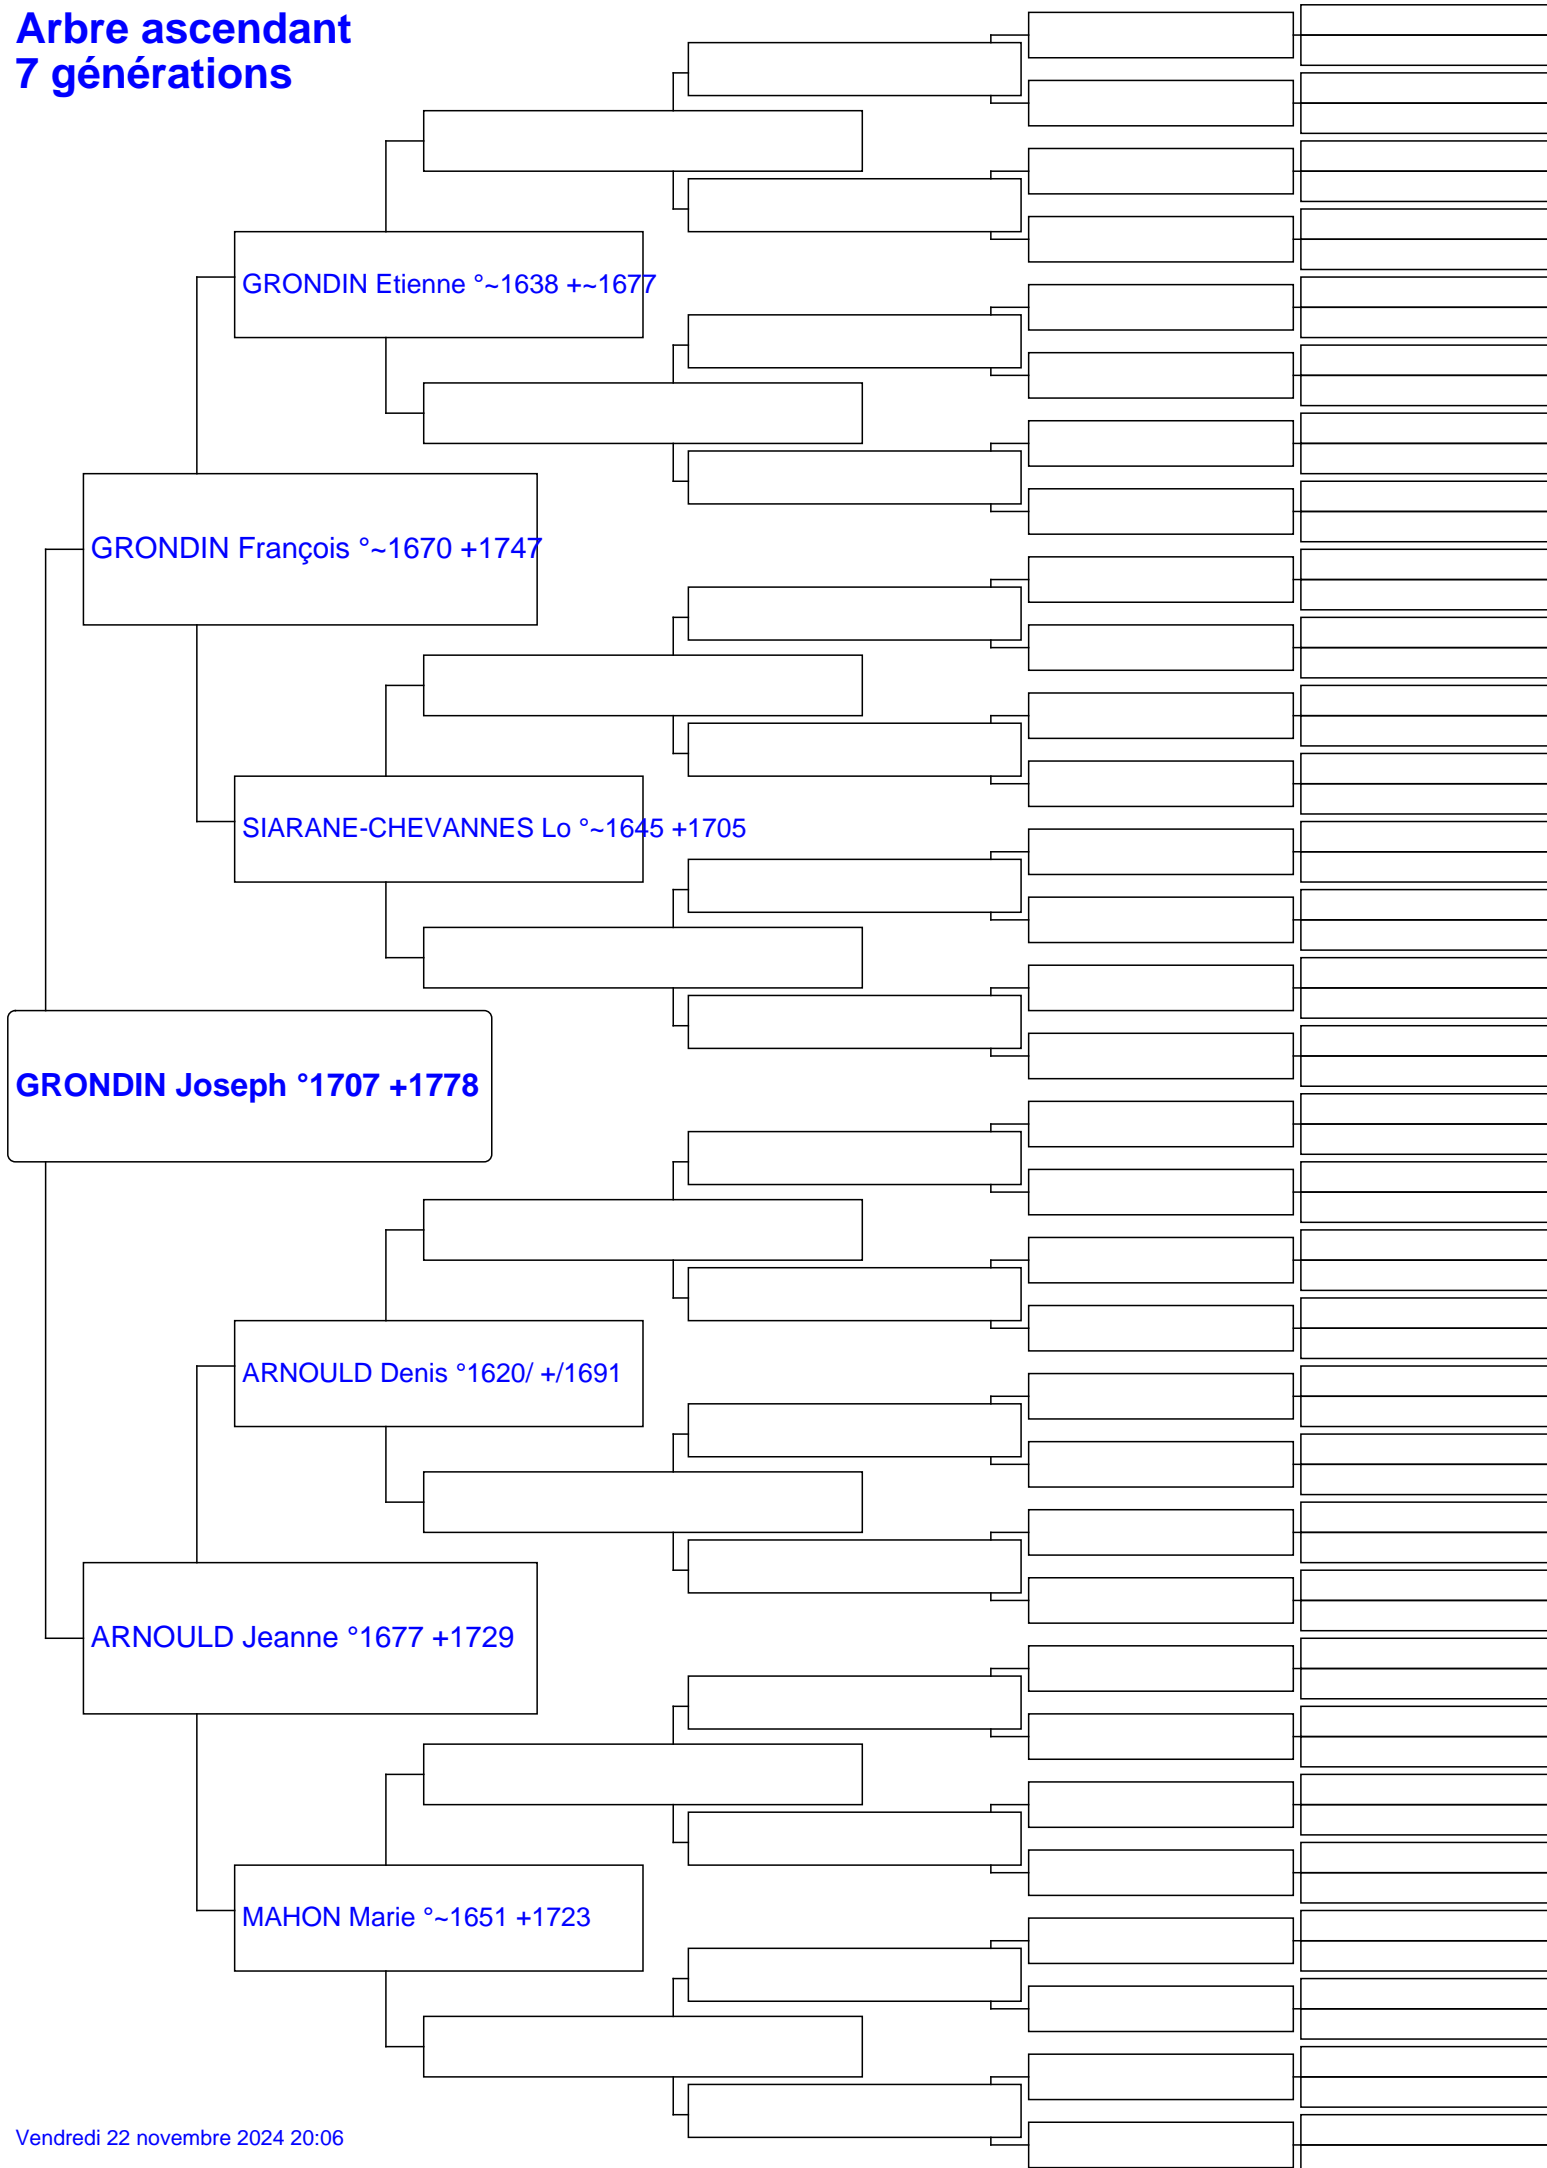 Arbre ascendant
7 générations
GRONDIN Etienne °~1638 +~1677
GRONDIN François °~1670 +1747
SIARANE-CHEVANNES Lo °~1645 +1705
GRONDIN Joseph °1707 +1778
ARNOULD Denis °1620/ +/1691
ARNOULD Jeanne °1677 +1729
MAHON Marie °~1651 +1723
Vendredi 22 novembre 2024 20:06